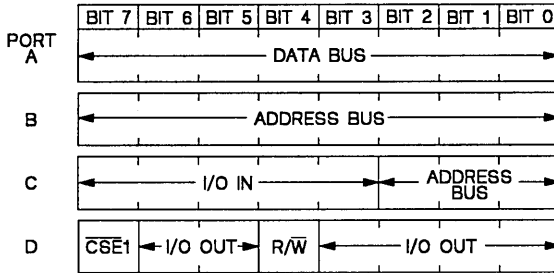 BIT 7 BIT 6 BIT 5 BIT 4 BIT 3 BIT 2 BIT 1 BIT 0
PORT
A DATA BUS
B ADDRESS BUS
C I/O IN ADDRESS
BUS
D C̅S̅E̅1 I/O OUT R/W̅ I/O OUT